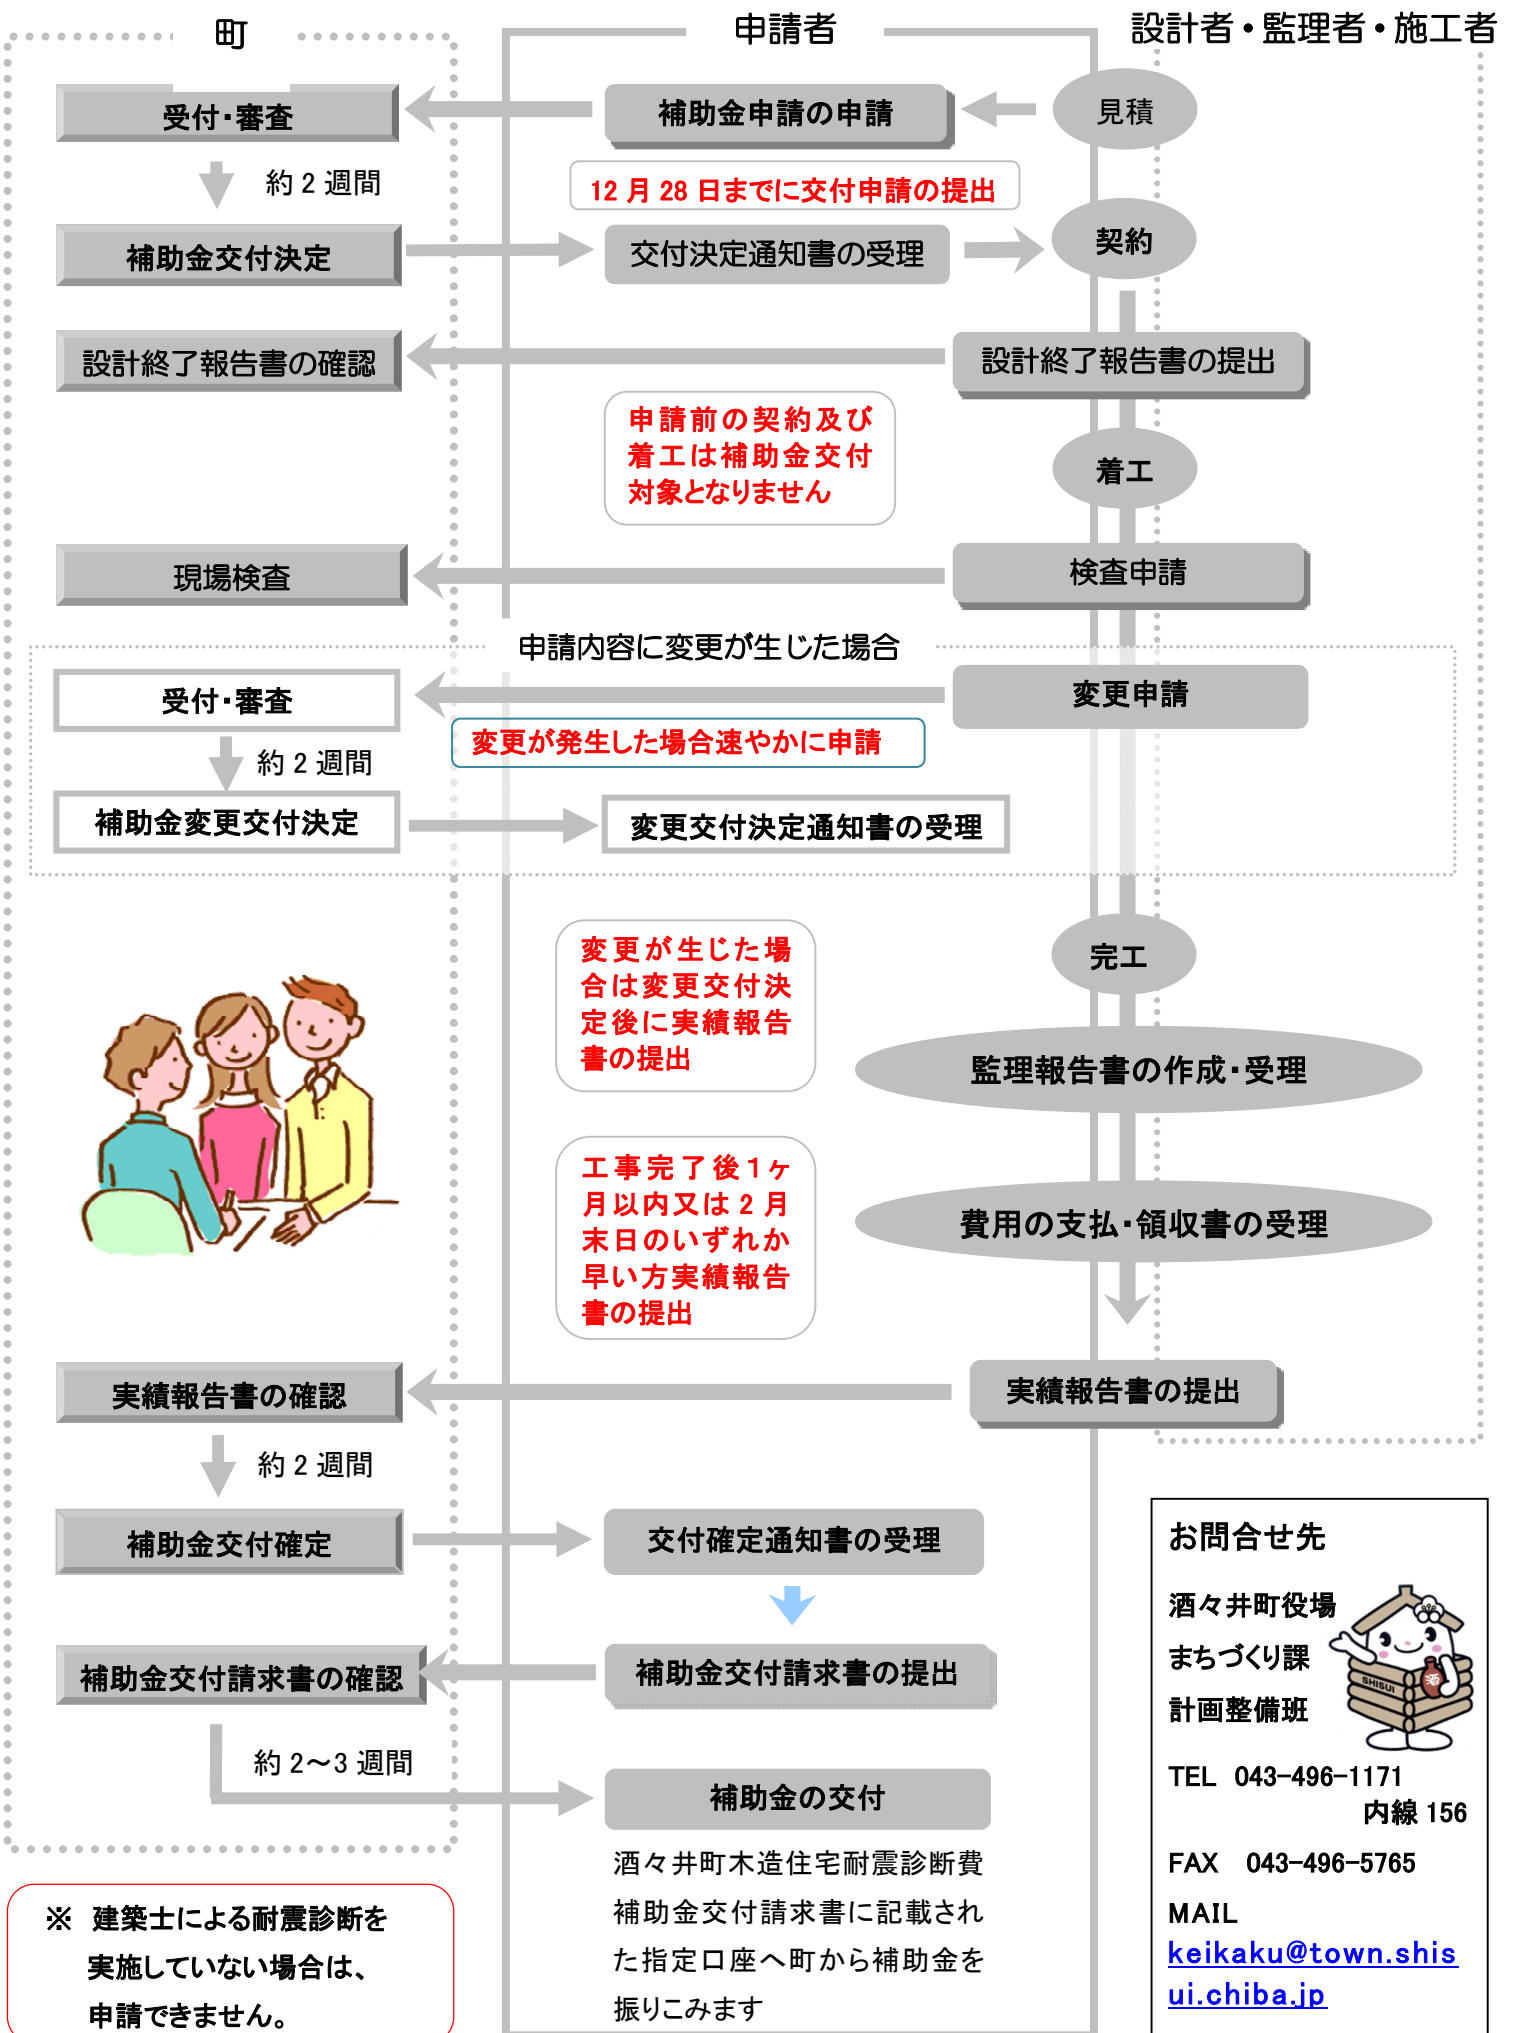 町
申請者
設計者・監理者・施工者
受付・審査
補助金申請の申請
見積
約2週間
12月28日までに交付申請の提出
補助金交付決定
交付決定通知書の受理
契約
設計終了報告書の確認
設計終了報告書の提出
申請前の契約及び
着工は補助金交付
対象となりません
着工
現場検査
検査申請
申請内容に変更が生じた場合
受付・審査
変更申請
変更が発生した場合速やかに申請
約2週間
補助金変更交付決定
変更交付決定通知書の受理
変更が生じた場
合は変更交付決
定後に実績報告
書の提出
完工
監理報告書の作成・受理
工事完了後1ヶ
月以内又は2月
末日のいずれか
早い方実績報告
書の提出
費用の支払・領収書の受理
実績報告書の確認
実績報告書の提出
約2週間
補助金交付確定
交付確定通知書の受理
補助金交付請求書の確認
補助金交付請求書の提出
約2～3週間
補助金の交付
酒々井町木造住宅耐震診断費
補助金交付請求書に記載され
た指定口座へ町から補助金を
振りこみます
※ 建築士による耐震診断を
実施していない場合は、
申請できません。
お問合せ先
酒々井町役場
まちづくり課
計画整備班
SHISUI
酒
TEL 043-496-1171
内線156
FAX 043-496-5765
MAIL
keikaku@town.shis
ui.chiba.jp